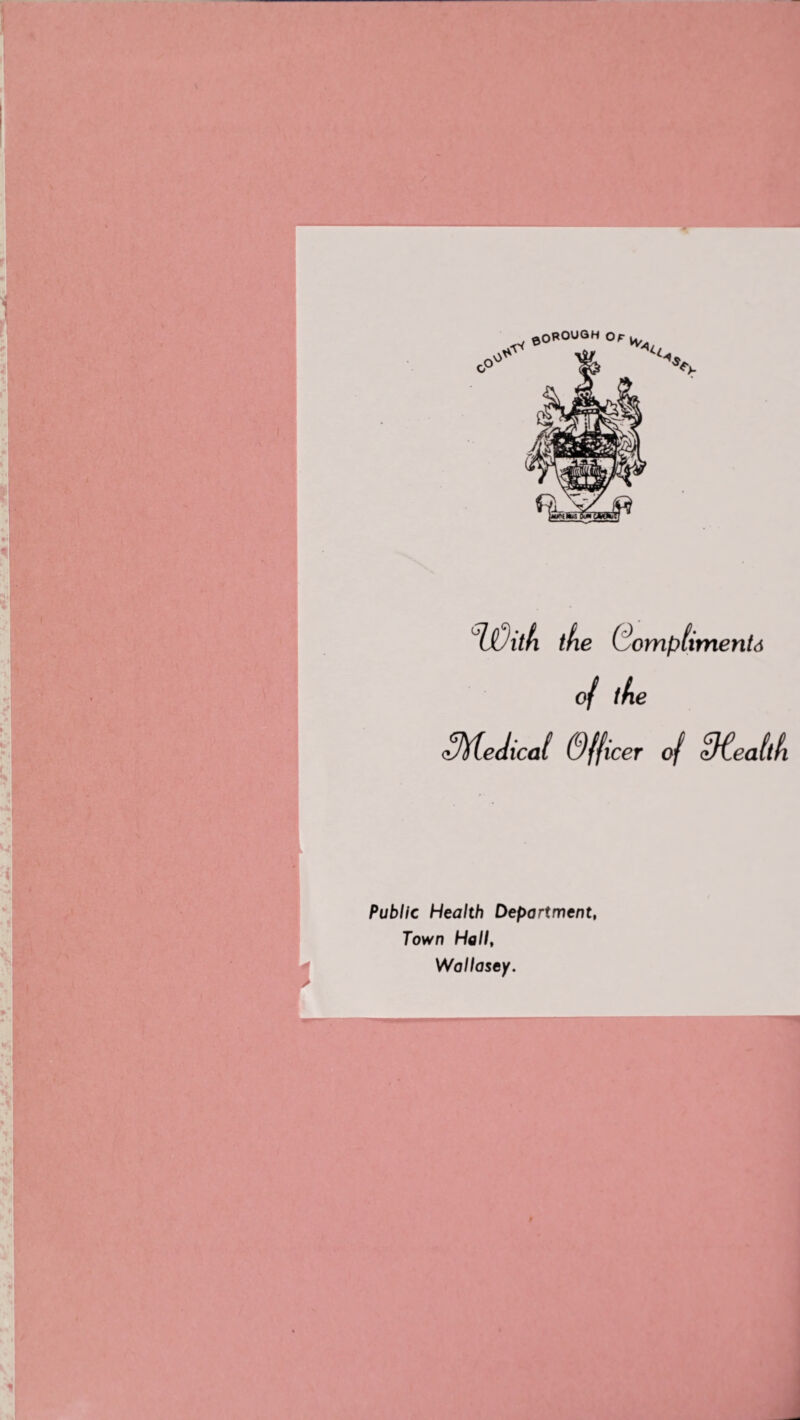 COUNTY BOROUGH OF WALLASEY.
With the Compliments
of the
Medical Officer of Health
Public Health Department,
Town Hall,
Wallasey.